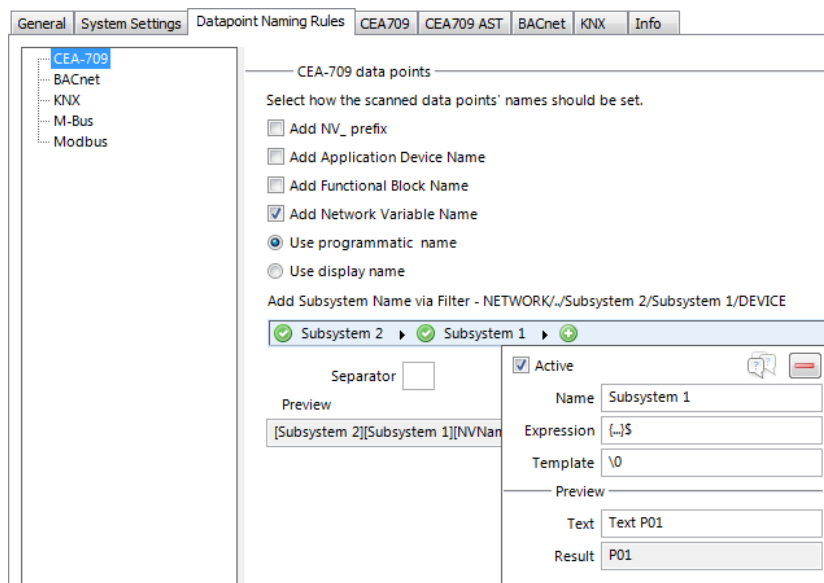 General System Settings Datapoint Naming Rules CEA709 CEA709 AST BACnet KNX Info
CEA-709
BACnet
KNX
M-Bus
Modbus
CEA-709 data points
Select how the scanned data points' names should be set.
Add NV_ prefix
Add Application Device Name
Add Functional Block Name
Add Network Variable Name
Use programmatic name
Use display name
Add Subsystem Name via Filter - NETWORK/../Subsystem 2/Subsystem 1/DEVICE
Subsystem 2 Subsystem 1
Separator
Preview
[Subsystem 2][Subsystem 1][NVNam
Active
Name Subsystem 1
Expression {...}$
Template \0
Preview
Text Text P01
Result P01